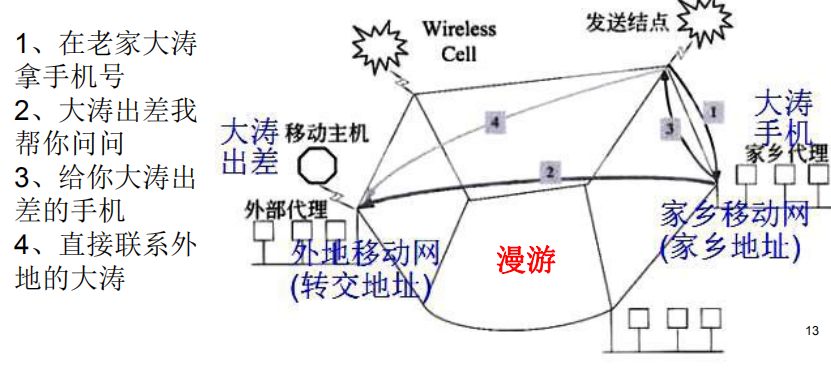 1、在老家大涛
拿手机号
2、大涛出差我
帮你问问
3、给你大涛出
差的手机
4、直接联系外
地的大涛
Wireless
Cell
发送结点
大涛
出差
移动主机
外部代理
外地移动网
(转交地址)
4
3
1
2
大涛
手机
家乡代理
家乡移动网
(家乡地址)
漫游
13